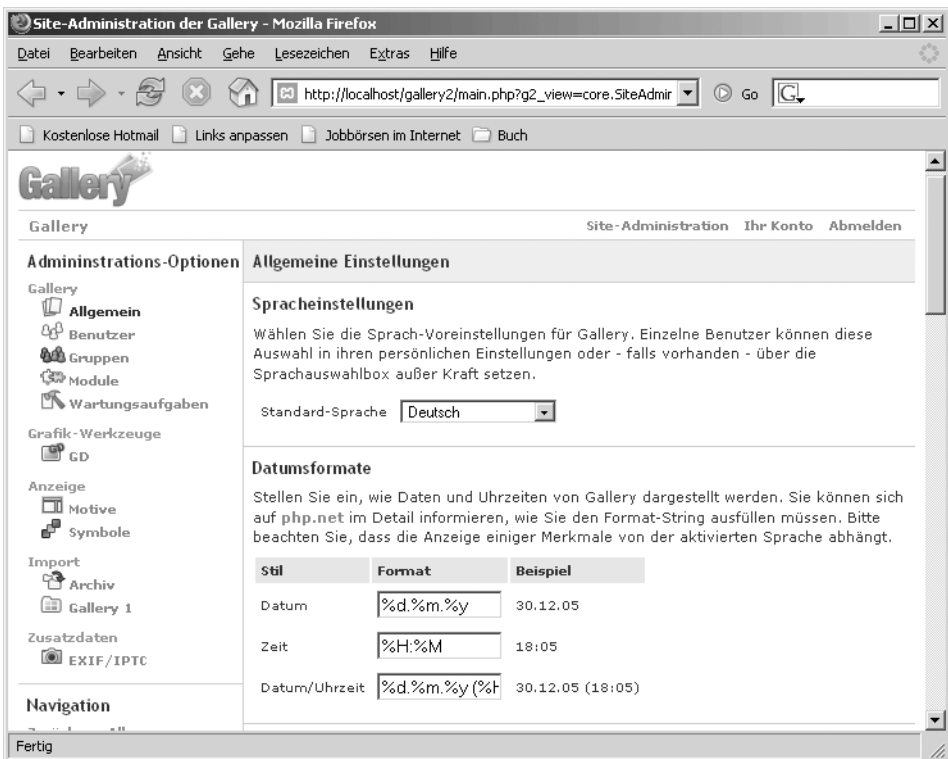 Site-Administration der Gallery - Mozilla Firefox
Datei Bearbeiten Ansicht Gehe Lesezeichen Extras Hilfe
http://localhost/gallery2/main.php?g2_view=core.SiteAdmir Go G
Kostenlose Hotmail Links anpassen Jobbörsen im Internet Buch
Gallery
Gallery Site-Administration Ihr Konto Abmelden
Admininstrations-Optionen
Gallery
Allgemein
Benutzer
Gruppen
Module
Wartungsaufgaben
Grafik-Werkzeuge
GD
Anzeige
Motive
Symbole
Import
Archiv
Gallery 1
Zusatzdaten
EXIF/IPTC
Navigation
Allgemeine Einstellungen
Spracheinstellungen
Wählen Sie die Sprach-Voreinstellungen für Gallery. Einzelne Benutzer können diese
Auswahl in ihren persönlichen Einstellungen oder - falls vorhanden - über die
Sprachauswahlbox außer Kraft setzen.
Standard-Sprache Deutsch
Datumsformate
Stellen Sie ein, wie Daten und Uhrzeiten von Gallery dargestellt werden. Sie können sich
auf php.net im Detail informieren, wie Sie den Format-String ausfüllen müssen. Bitte
beachten Sie, dass die Anzeige einiger Merkmale von der aktivierten Sprache abhängt.
Stil Format Beispiel
Datum %d.%m.%y 30.12.05
Zeit %H:%M 18:05
Datum/Uhrzeit %d.%m.%y (%H 30.12.05 (18:05)
Fertig